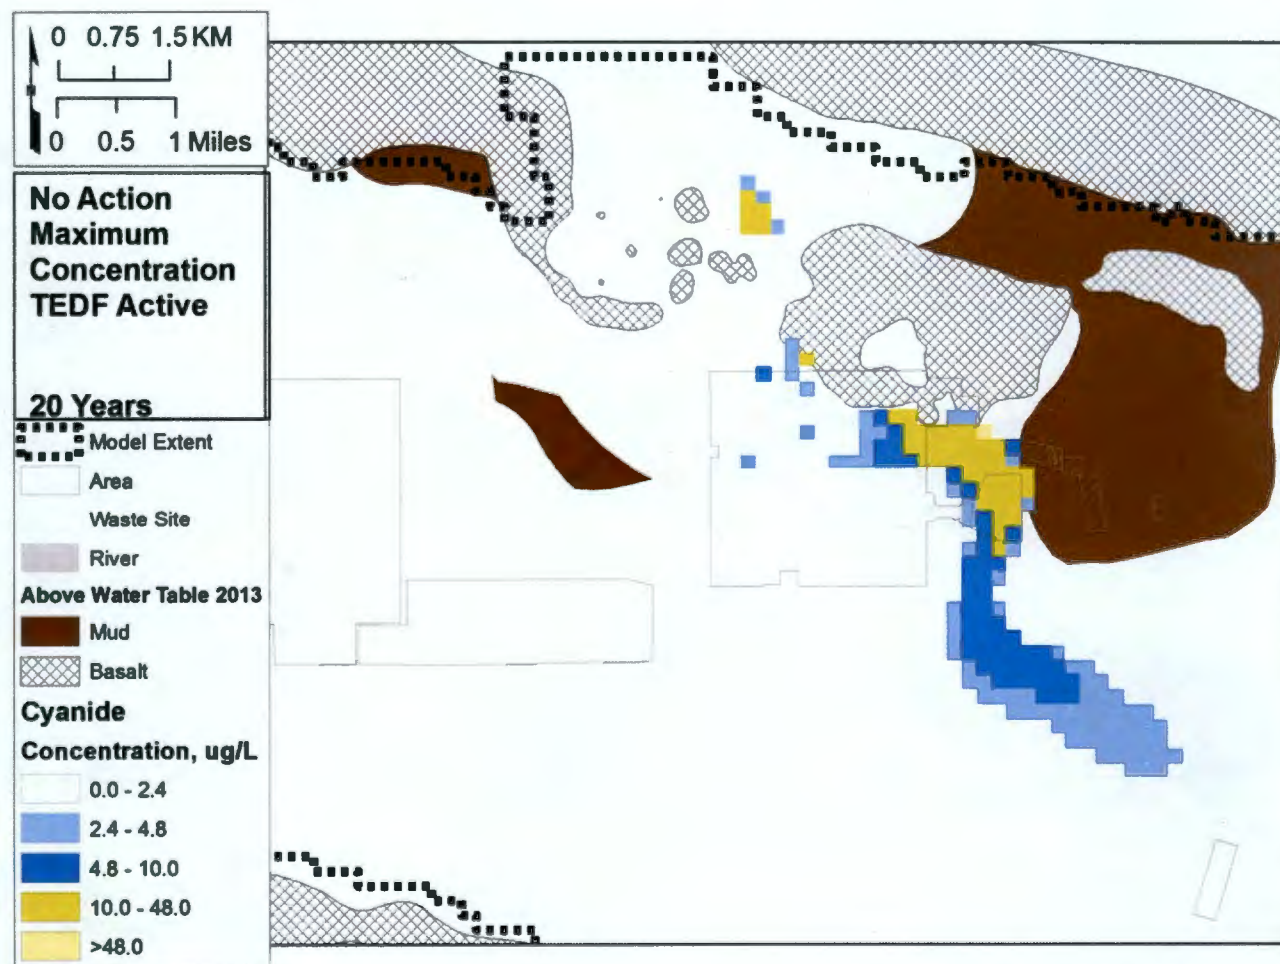 0 0.75 1.5 KM
0 0.5 1 Miles
No Action
Maximum
Concentration
TEDF Active
20 Years
Model Extent
Area
Waste Site
River
Above Water Table 2013
Mud
Basalt
Cyanide
Concentration, ug/L
0.0 - 2.4
2.4 - 4.8
4.8 - 10.0
10.0 - 48.0
>48.0